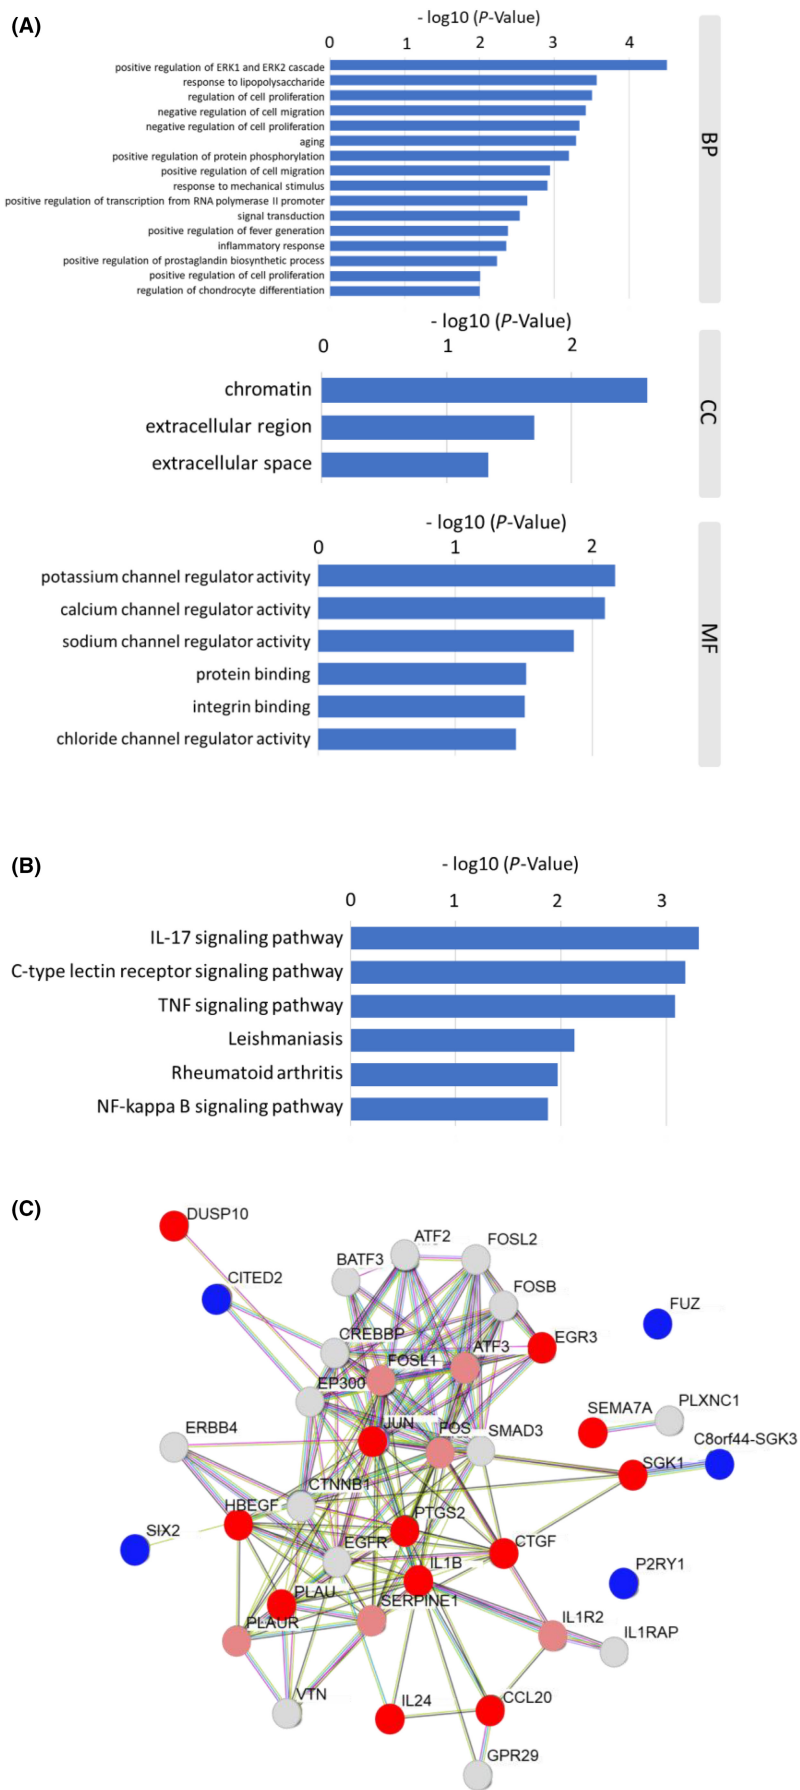 (A)
- log10 (P-Value)
0 1 2 3 4
positive regulation of ERK1 and ERK2 cascade
response to lipopolysaccharide
regulation of cell proliferation
negative regulation of cell migration
negative regulation of cell proliferation
aging
positive regulation of protein phosphorylation
positive regulation of cell migration
response to mechanical stimulus
positive regulation of transcription from RNA polymerase II promoter
signal transduction
positive regulation of fever generation
inflammatory response
positive regulation of prostaglandin biosynthetic process
positive regulation of cell proliferation
regulation of chondrocyte differentiation
BP
- log10 (P-Value)
0 1 2
chromatin
extracellular region
extracellular space
CC
- log10 (P-Value)
0 1 2
potassium channel regulator activity
calcium channel regulator activity
sodium channel regulator activity
protein binding
integrin binding
chloride channel regulator activity
MF
(B)
- log10 (P-Value)
0 1 2 3
IL-17 signaling pathway
C-type lectin receptor signaling pathway
TNF signaling pathway
Leishmaniasis
Rheumatoid arthritis
NF-kappa B signaling pathway
(C)
DUSP10
ATF2
FOSL2
BATF3
CITED2
FOSB
FUZ
CREBBP
ATF3
EGR3
FOSL1
EP300
SEMA7A
PLXNC1
ERBB4
JUN
FOS
SMAD3
C8orf44-SGK3
SGK1
CTNNB1
HBEGF
PTGS2
SIX2
EGFR
CTGF
IL1B
P2RY1
PLAU
SERPINE1
PLAUR
IL1R2
IL1RAP
VTN
IL24
CCL20
GPR29